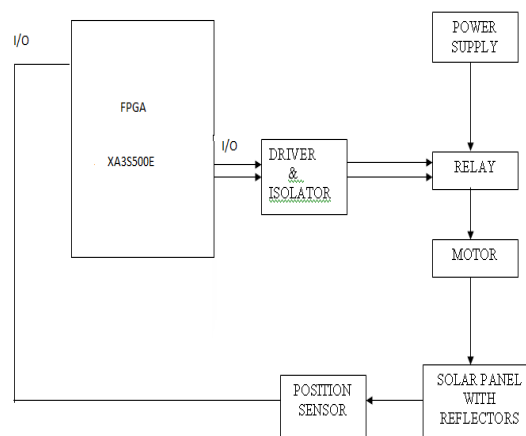 I/O
FPGA
XA3S500E
I/O
DRIVER
&
ISOLATOR
POWER
SUPPLY
RELAY
MOTOR
SOLAR PANEL
WITH
REFLECTORS
POSITION
SENSOR